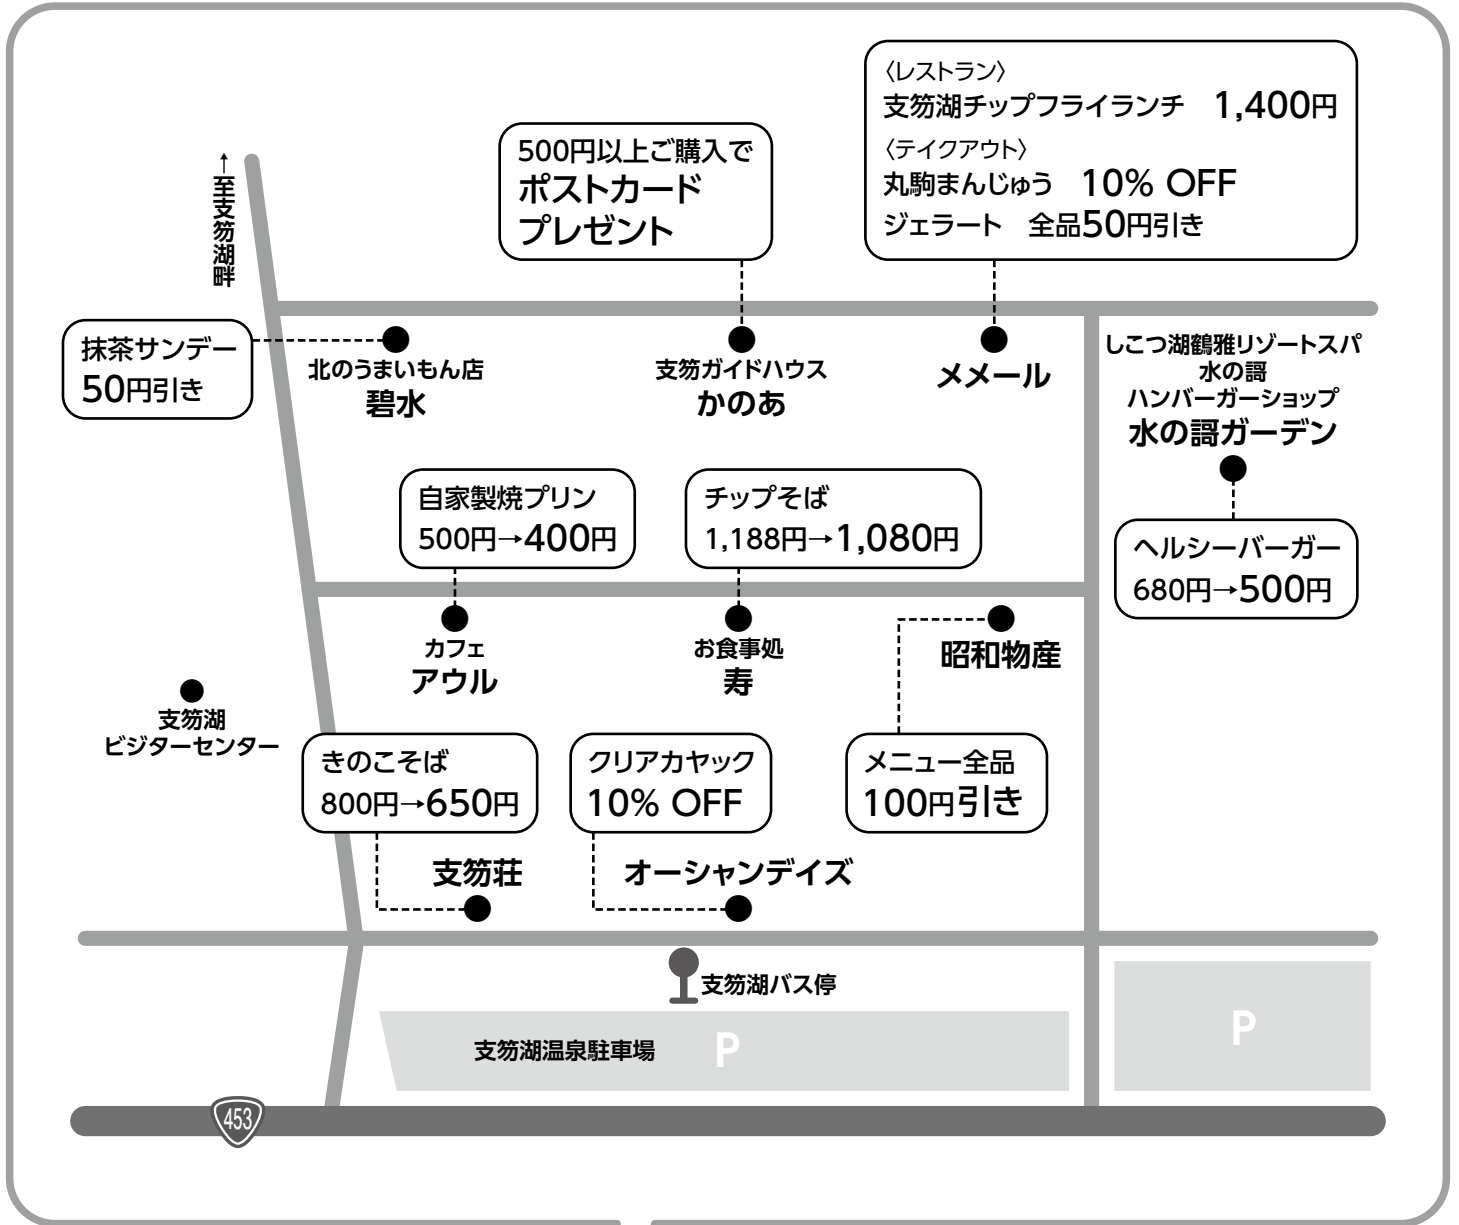 〈レストラン〉
支笏湖チップフライランチ 1,400円
〈テイクアウト〉
丸駒まんじゅう 10% OFF
ジェラート 全品50円引き
500円以上ご購入で
ポストカード
プレゼント
←至支笏湖畔
抹茶サンデー
50円引き
北のうまいもん店
碧水
支笏ガイドハウス
かのあ
メメール
しこつ湖鶴雅リゾートスパ
水の謌
ハンバーガーショップ
水の謌ガーデン
自家製焼プリン
500円→400円
チップそば
1,188円→1,080円
ヘルシーバーガー
680円→500円
カフェ
アウル
お食事処
寿
昭和物産
支笏湖
ビジターセンター
きのこそば
800円→650円
クリアカヤック
10% OFF
メニュー全品
100円引き
支笏荘
オーシャンデイズ
支笏湖バス停
支笏湖温泉駐車場 P
P
453